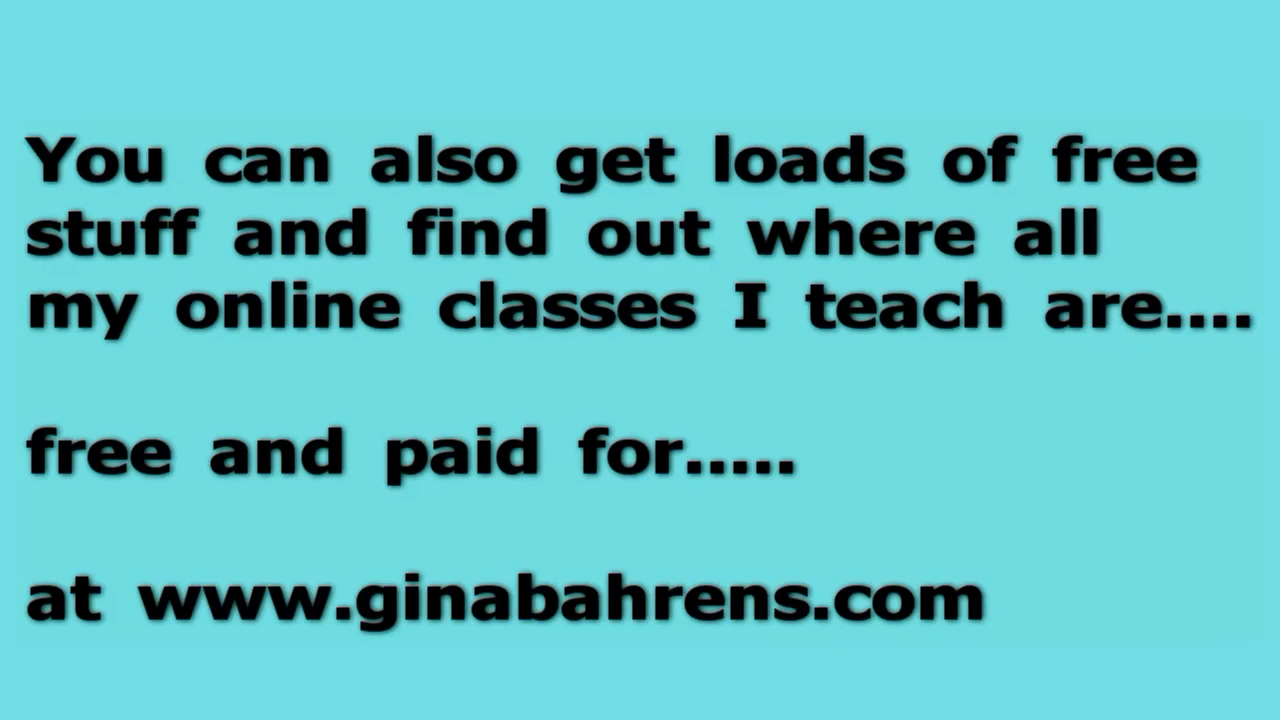 You can also get loads of free
stuff and find out where all
my online classes I teach are....
free and paid for.....
at www.ginabahrens.com